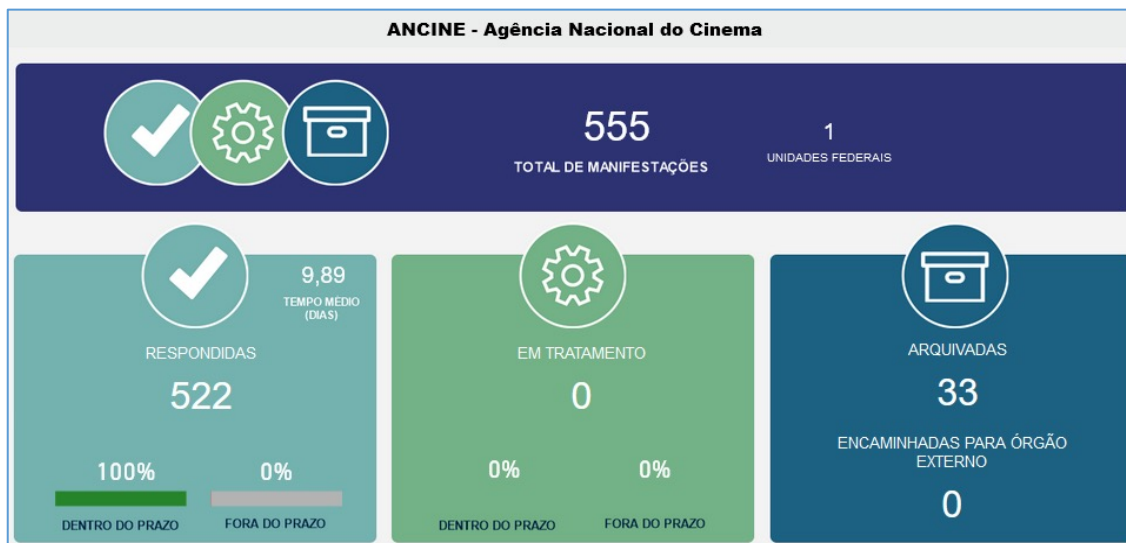 ANCINE - Agência Nacional do Cinema
555
TOTAL DE MANIFESTAÇÕES
1
UNIDADES FEDERAIS
9,89
TEMPO MÉDIO
(DIAS)
RESPONDIDAS
522
100%
0%
DENTRO DO PRAZO
FORA DO PRAZO
EM TRATAMENTO
0
0%
0%
DENTRO DO PRAZO
FORA DO PRAZO
ARQUIVADAS
33
ENCAMINHADAS PARA ÓRGÃO
EXTERNO
0